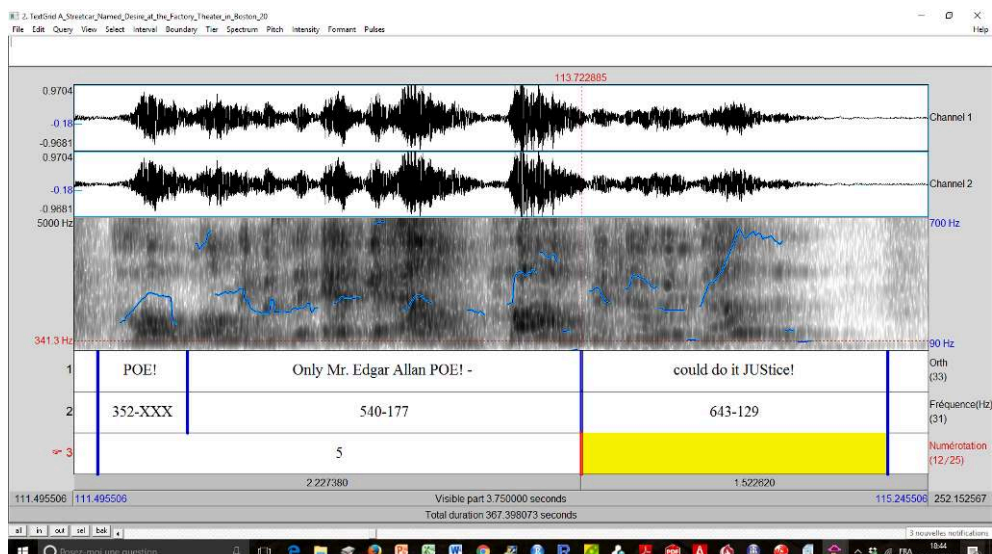 2. TextGrid A_Streetcar_Named_Desire_at_the_Factory_Theater_in_Boston_20
File Edit Query View Select Interval Boundary Tier Spectrum Pitch Intensity Formant Pulses Help
113.722885
0.9704
-0.18
-0.9681
Channel 1
0.9704
-0.18
-0.9681
Channel 2
5000 Hz 700 Hz
341.3 Hz 90 Hz
1 POE! Only Mr. Edgar Allan POE! - could do it JUStice! Orth
(33)
2 352-XXX 540-177 643-129 Fréquence(Hz)
(31)
3 5 Numérotation
(12/25)
2.227380 1.522620
111.495506 111.495506 Visible part 3.750000 seconds 115.245506 252.152567
Total duration 367.398073 seconds
all in out sel bak 3 nouvelles notifications
Posez-moi une question FRA 18:44